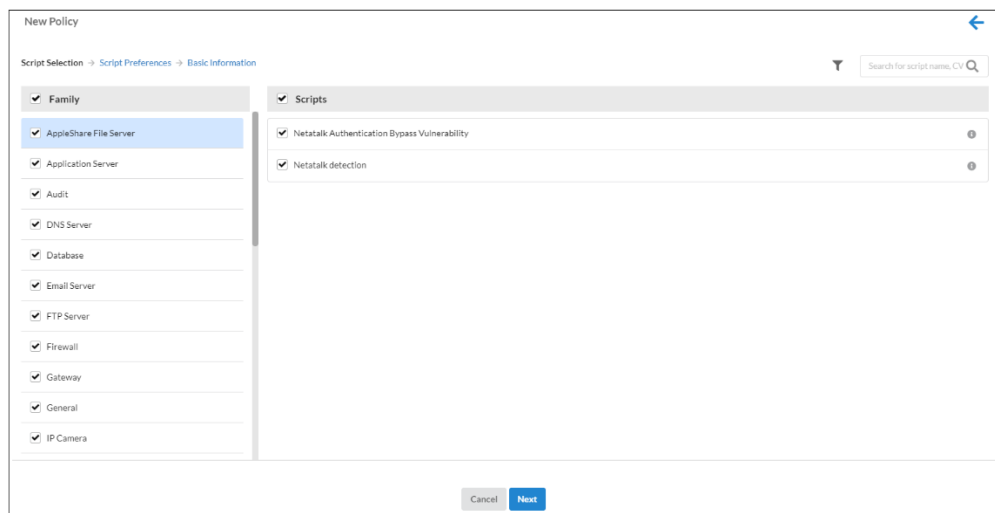 New Policy
Script Selection → Script Preferences → Basic Information
Search for script name, CV
Family
AppleShare File Server
Application Server
Audit
DNS Server
Database
Email Server
FTP Server
Firewall
Gateway
General
IP Camera
Scripts
Netatalk Authentication Bypass Vulnerability
Netatalk detection
Cancel
Next